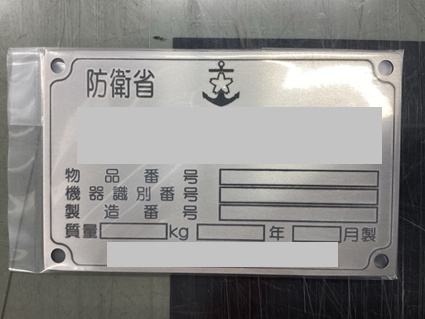 防衛省
物品番号
機器識別番号
製造番号
質量 kg 年 月製